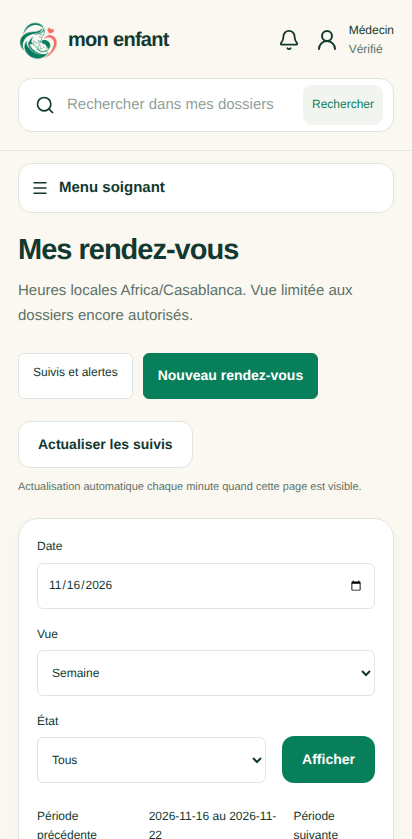 mon enfant
Médecin
Vérifié
Rechercher dans mes dossiers
Rechercher
Menu soignant
Mes rendez-vous
Heures locales Africa/Casablanca. Vue limitée aux
dossiers encore autorisés.
Suivis et alertes
Nouveau rendez-vous
Actualiser les suivis
Actualisation automatique chaque minute quand cette page est visible.
Date
11/16/2026
Vue
Semaine
État
Tous
Afficher
Période
précédente
2026-11-16 au 2026-11-
22
Période
suivante